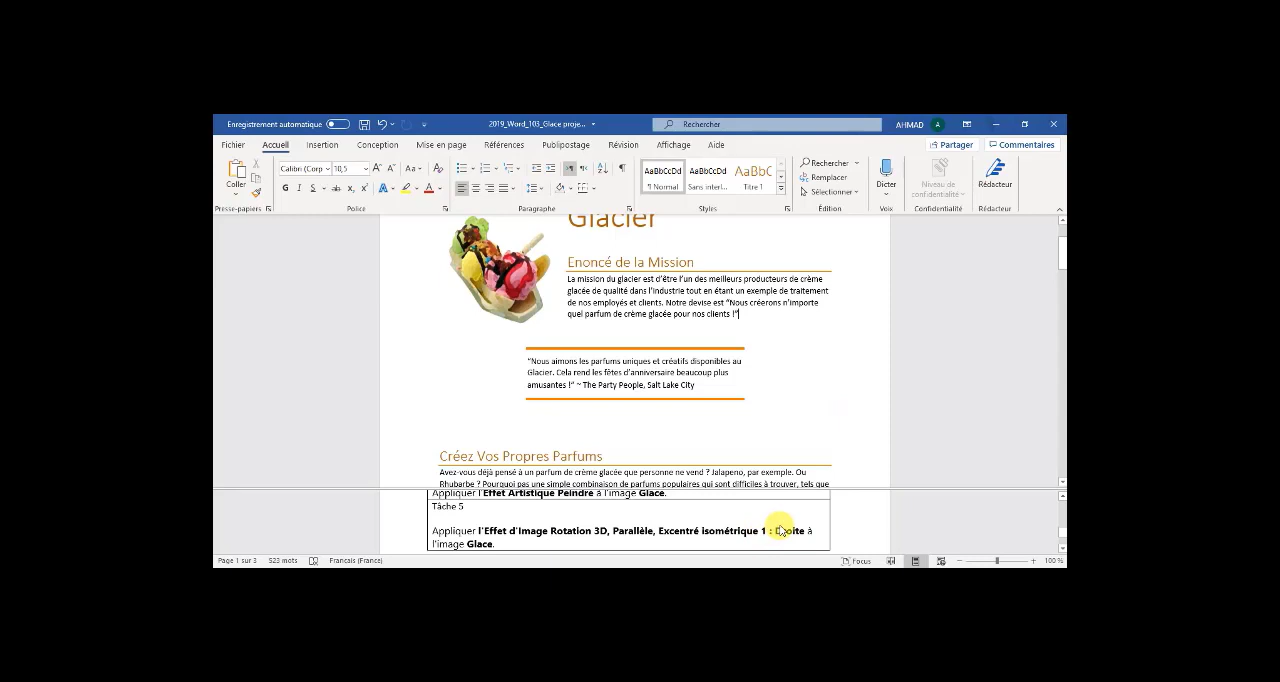 Enregistrement automatique
2019_Word_103_Glace proje...
Rechercher
AHMAD
A
Fichier
Accueil
Insertion
Conception
Mise en page
Références
Publipostage
Révision
Affichage
Aide
Partager
Commentaires
Coller
Calibri (Corp
10,5
G I S ab x₂ x²
AaBbCcDd
AaBbCcDd
AaBbC
¶ Normal
Sans interl...
Titre 1
Rechercher
Remplacer
Sélectionner
Dicter
Niveau de
confidentialité
Rédacteur
Presse-papiers
Police
Paragraphe
Styles
Édition
Voix
Confidentialité
Rédacteur
Glacier
Enoncé de la Mission
La mission du glacier est d'être l'un des meilleurs producteurs de crème
glacée de qualité dans l'industrie tout en étant un exemple de traitement
de nos employés et clients. Notre devise est "Nous créerons n'importe
quel parfum de crème glacée pour nos clients !"
"Nous aimons les parfums uniques et créatifs disponibles au
Glacier. Cela rend les fêtes d'anniversaire beaucoup plus
amusantes !" ~ The Party People, Salt Lake City
Créez Vos Propres Parfums
Avez-vous déjà pensé à un parfum de crème glacée que personne ne vend ? Jalapeno, par exemple. Ou
Rhubarbe ? Pourquoi pas une simple combinaison de parfums populaires qui sont difficiles à trouver, tels que
Appliquer l'Effet Artistique Peindre à l'image Glace.
Tâche 5
Appliquer l'Effet d'Image Rotation 3D, Parallèle, Excentré isométrique 1 : Droite à
l'image Glace.
Page 1 sur 3
523 mots
Français (France)
Focus
100 %